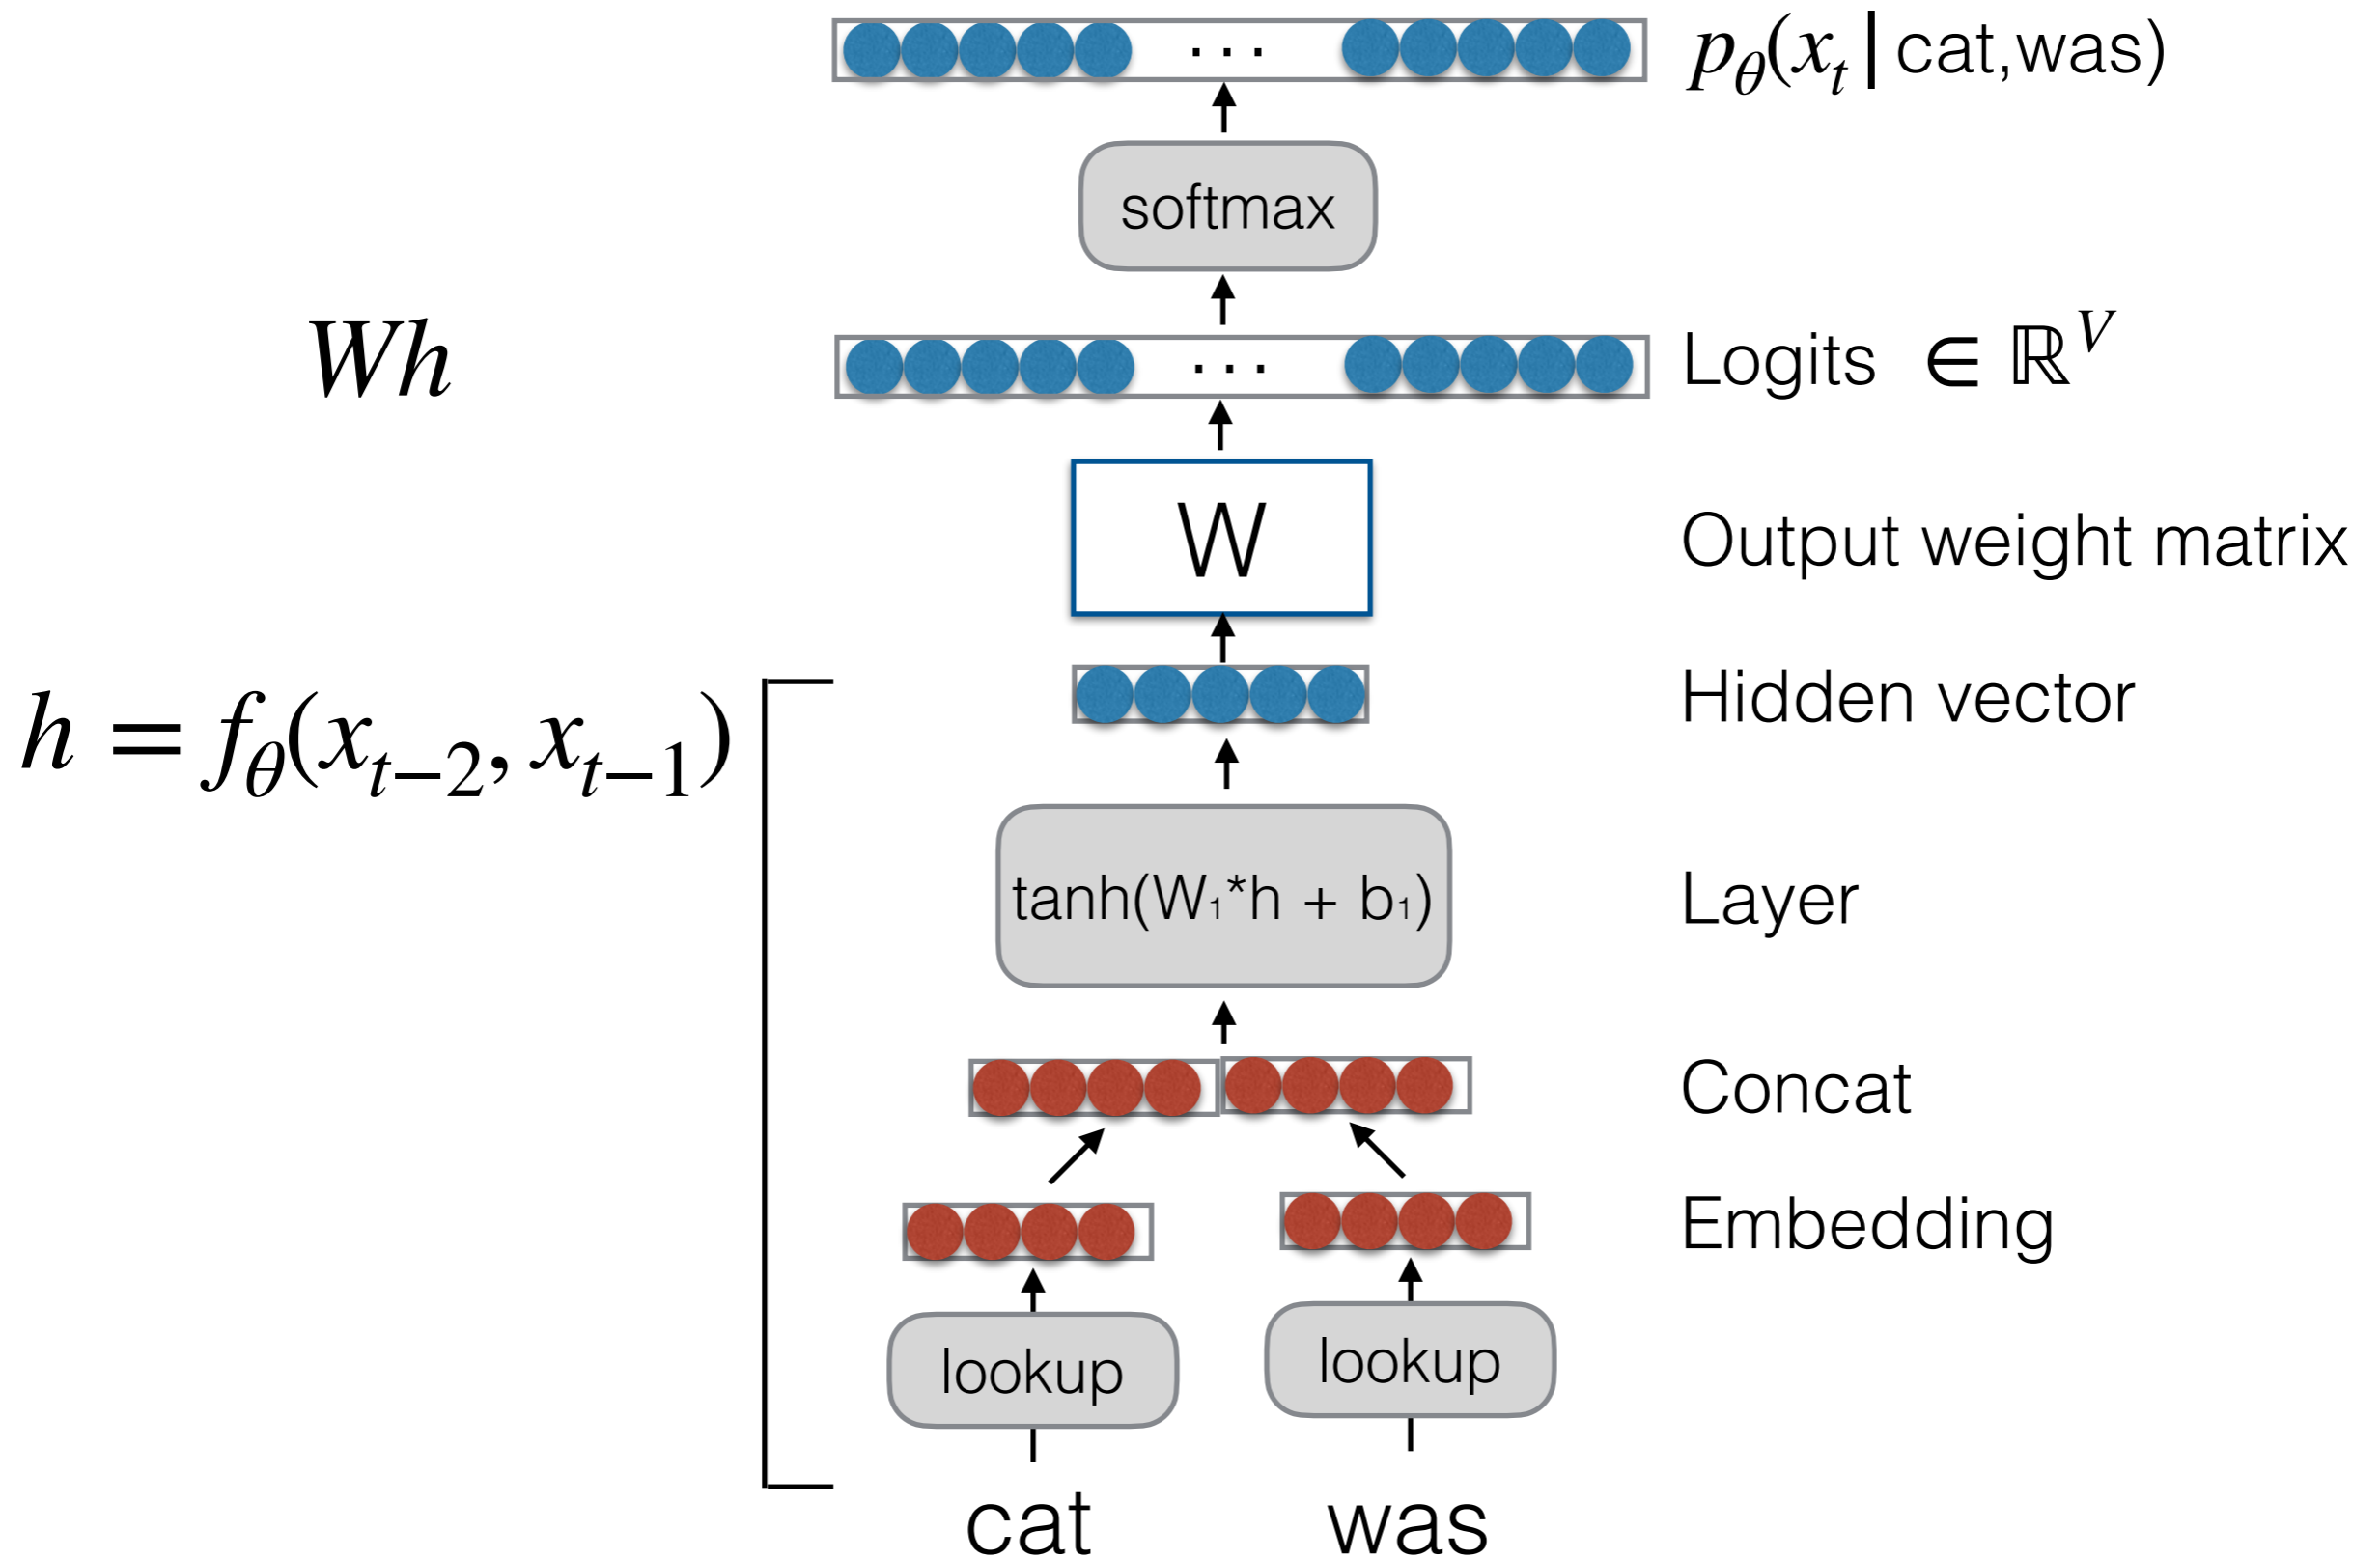 . . . pθ(xt | cat,was)
softmax
Wh . . . Logits ∈ ℝ^V
W Output weight matrix
h = fθ(xt−2, xt−1) Hidden vector
tanh(W₁*h + b₁) Layer
Concat
Embedding
lookup lookup
cat was